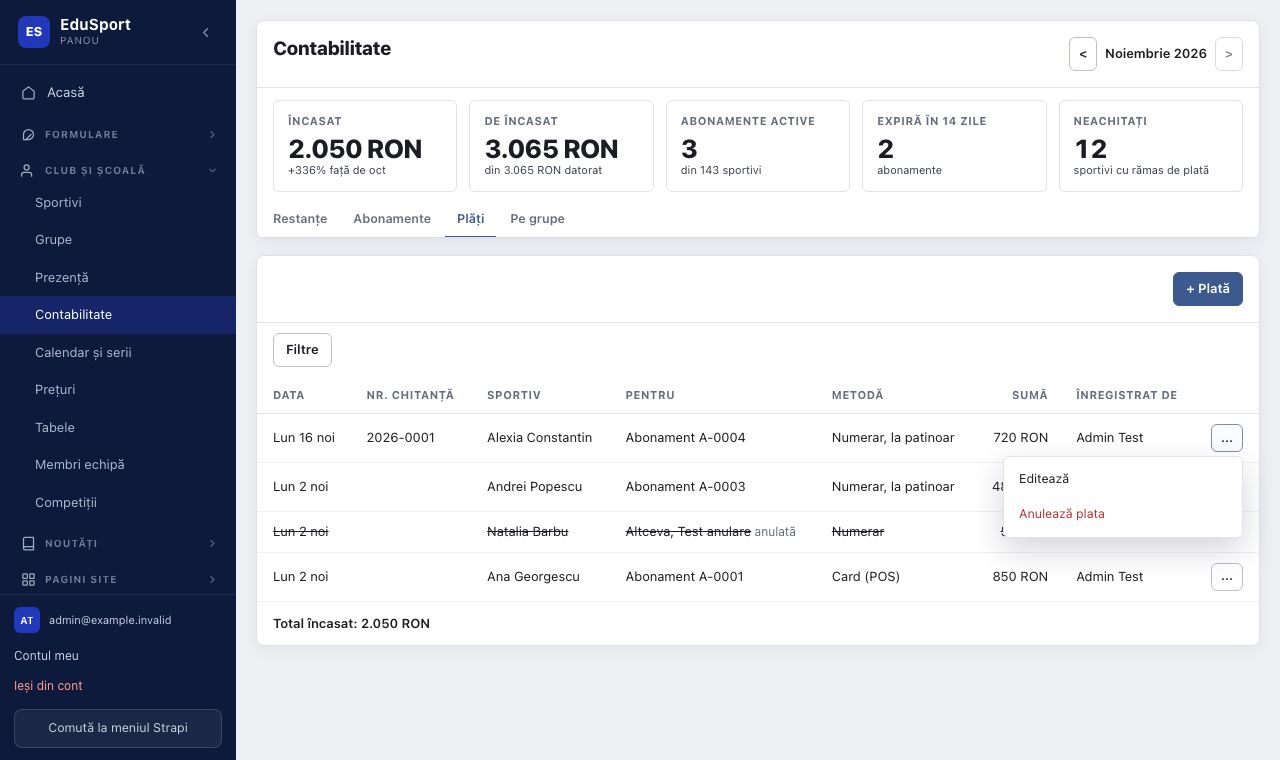 ES
EduSport
PANOU
Acasă
FORMULARE
CLUB ȘI ȘCOALĂ
Sportivi
Grupe
Prezență
Contabilitate
Calendar și serii
Prețuri
Tabele
Membri echipă
Competiții
NOUTĂȚI
PAGINI SITE
AT admin@example.invalid
Contul meu
Ieși din cont
Comută la meniul Strapi
Contabilitate
< Noiembrie 2026 >
ÎNCASAT
2.050 RON
+336% față de oct
DE ÎNCASAT
3.065 RON
din 3.065 RON datorat
ABONAMENTE ACTIVE
3
din 143 sportivi
EXPIRĂ ÎN 14 ZILE
2
abonamente
NEACHITAȚI
12
sportivi cu rămas de plată
Restanțe Abonamente Plăți Pe grupe
+ Plată
Filtre
DATA NR. CHITANȚĂ SPORTIV PENTRU METODĂ SUMĂ ÎNREGISTRAT DE
Lun 16 noi 2026-0001 Alexia Constantin Abonament A-0004 Numerar, la patinoar 720 RON Admin Test ...
Editează
Anulează plata
Lun 2 noi Andrei Popescu Abonament A-0003 Numerar, la patinoar
Lun 2 noi Natalia Barbu Altceva, Test anulare anulată Numerar
Lun 2 noi Ana Georgescu Abonament A-0001 Card (POS) 850 RON Admin Test ...
Total încasat: 2.050 RON